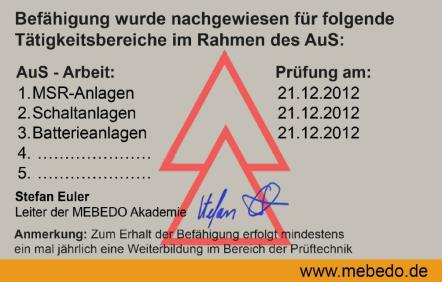 Befähigung wurde nachgewiesen für folgende
Tätigkeitsbereiche im Rahmen des AuS:
AuS - Arbeit: Prüfung am:
1. MSR-Anlagen 21.12.2012
2. Schaltanlagen 21.12.2012
3. Batterieanlagen 21.12.2012
4. ......................
5. ......................
Stefan Euler
Leiter der MEBEDO Akademie Stefan
Anmerkung: Zum Erhalt der Befähigung erfolgt mindestens
ein mal jährlich eine Weiterbildung im Bereich der Prüftechnik
www.mebedo.de